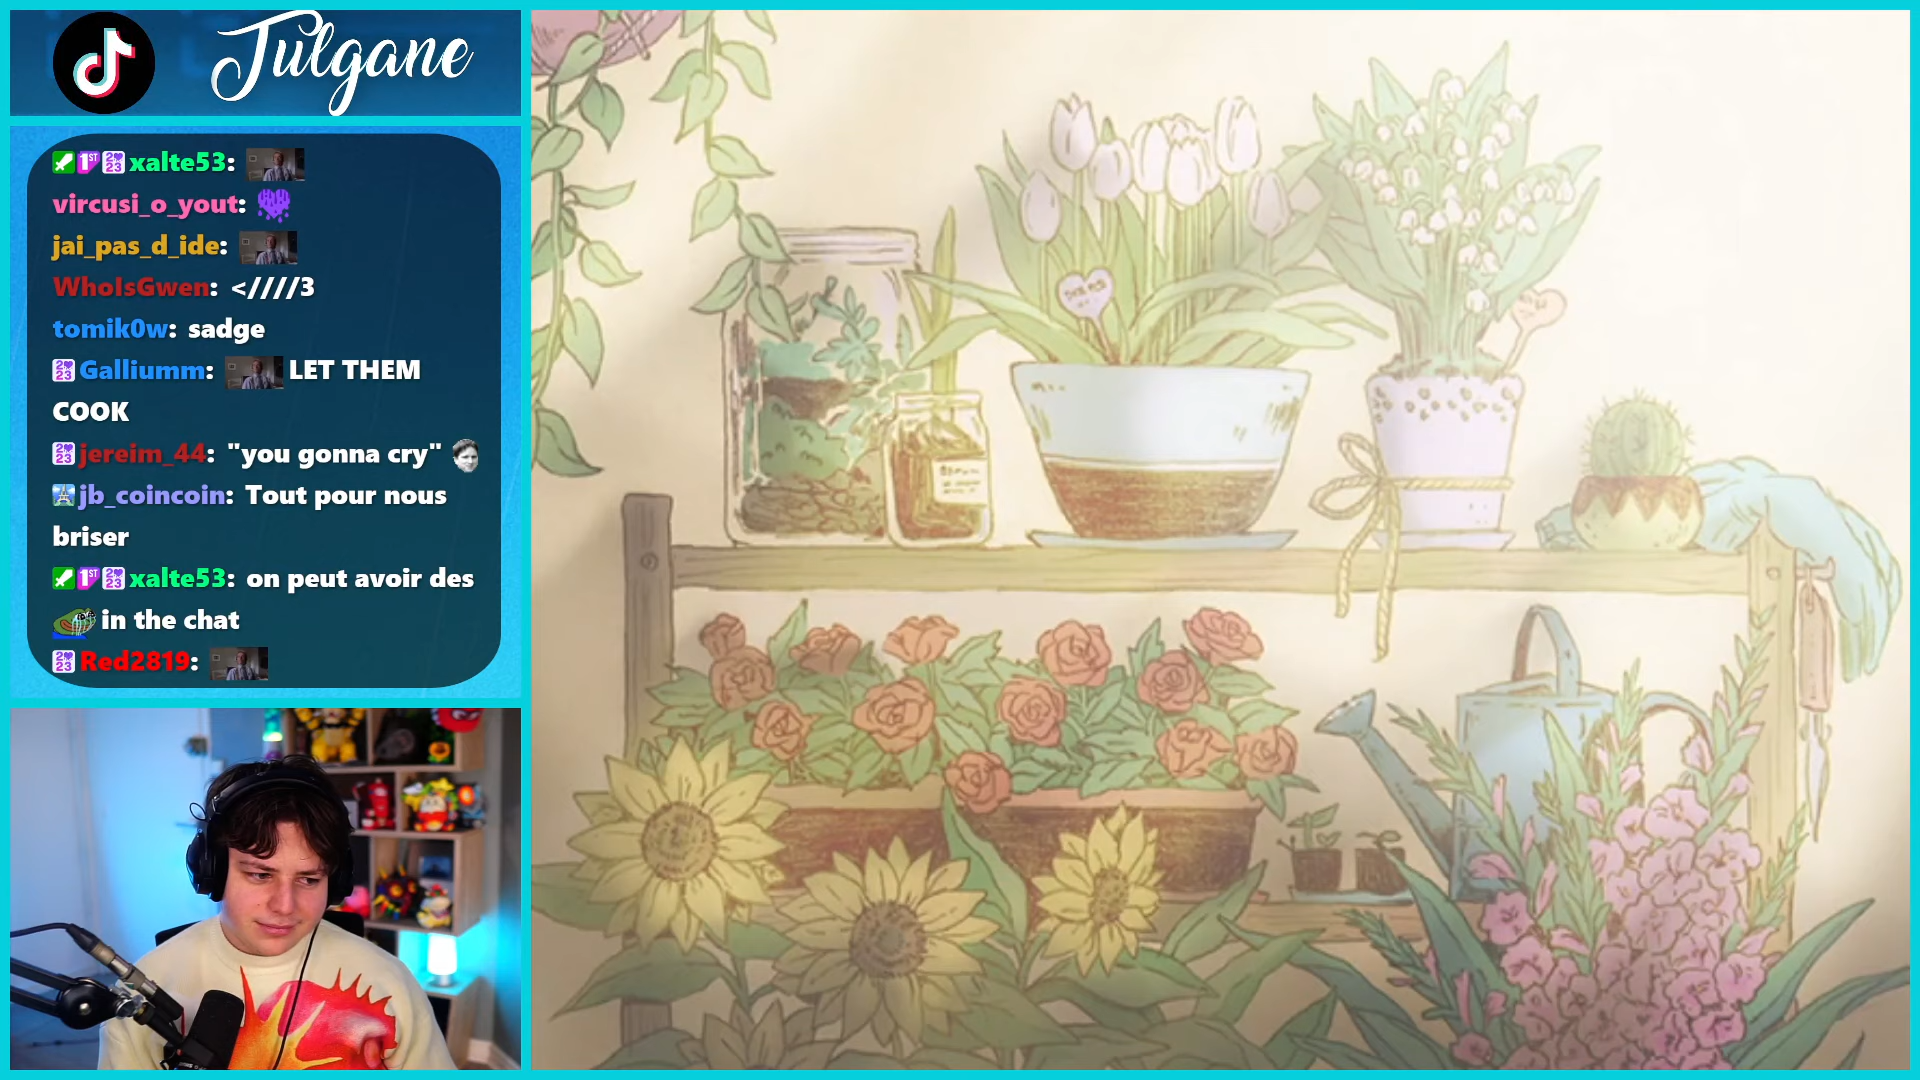 Julgane
xalte53:
vircusi_o_yout:
jai_pas_d_ide:
WhoIsGwen: <////3
tomik0w: sadge
Galliumm: LET THEM
COOK
jereim_44: "you gonna cry"
jb_coincoin: Tout pour nous
briser
xalte53: on peut avoir des
in the chat
Red2819: